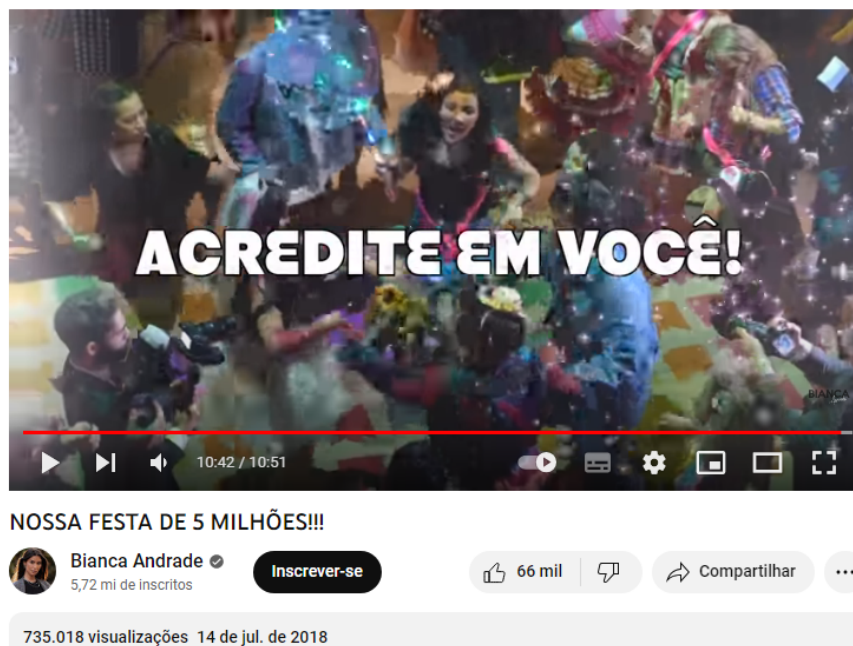 ACREDITE EM VOCÊ!
BIANCA
10:42 / 10:51
NOSSA FESTA DE 5 MILHÕES!!!
Bianca Andrade
5,72 mi de inscritos
Inscrever-se
66 mil
Compartilhar
735.018 visualizações 14 de jul. de 2018